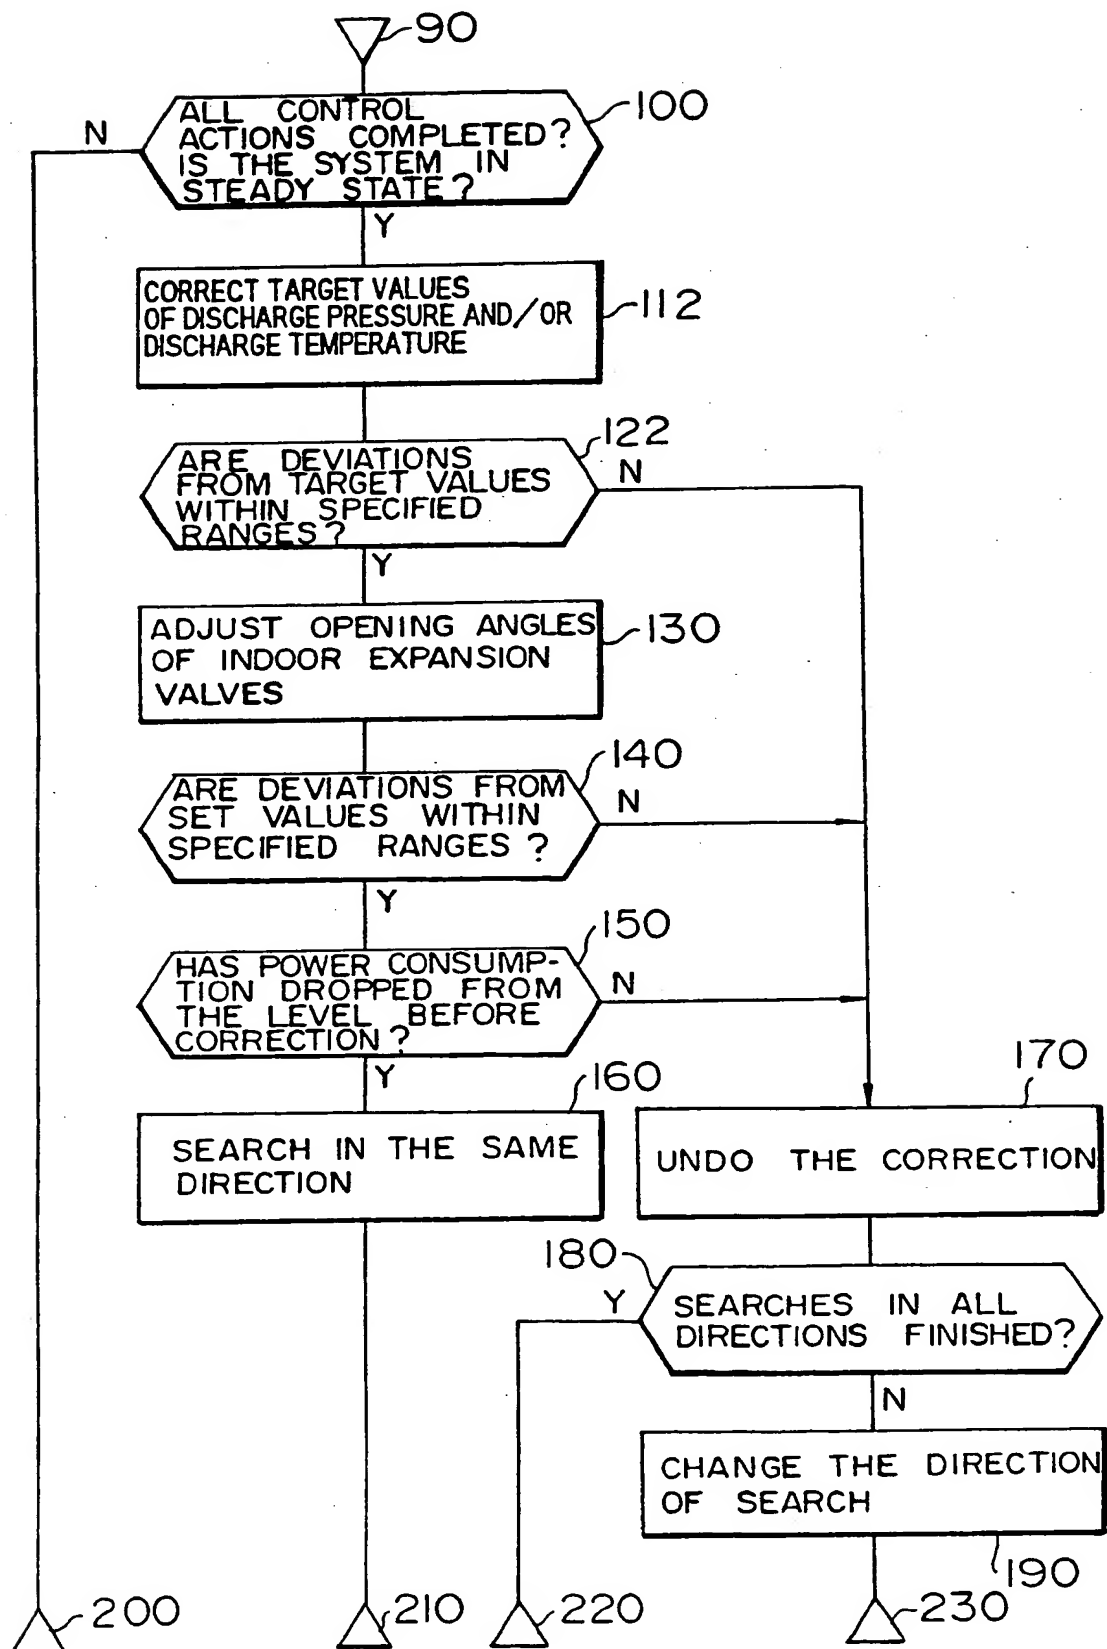 90
ALL CONTROL
ACTIONS COMPLETED?
IS THE SYSTEM IN
STEADY STATE?
100
N
Y
CORRECT TARGET VALUES
OF DISCHARGE PRESSURE AND/OR
DISCHARGE TEMPERATURE
112
ARE DEVIATIONS
FROM TARGET VALUES
WITHIN SPECIFIED
RANGES?
122
N
Y
ADJUST OPENING ANGLES
OF INDOOR EXPANSION
VALVES
130
ARE DEVIATIONS FROM
SET VALUES WITHIN
SPECIFIED RANGES?
140
N
Y
HAS POWER CONSUMP-
TION DROPPED FROM
THE LEVEL BEFORE
CORRECTION?
150
N
Y
160
SEARCH IN THE SAME
DIRECTION
170
UNDO THE CORRECTION
180
Y
SEARCHES IN ALL
DIRECTIONS FINISHED?
N
CHANGE THE DIRECTION
OF SEARCH
190
200
210
220
230